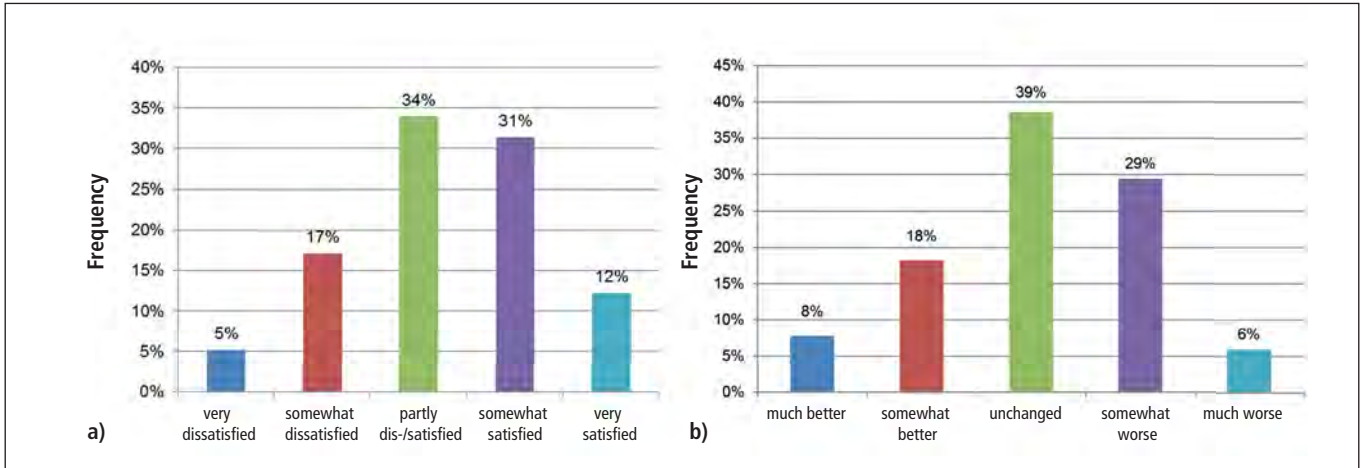 Frequency
40%
35%
30%
25%
20%
15%
10%
5%
0%
5%
17%
34%
31%
12%
very
dissatisfied
somewhat
dissatisfied
partly
dis-/satisfied
somewhat
satisfied
very
satisfied
a)
Frequency
45%
40%
35%
30%
25%
20%
15%
10%
5%
0%
8%
18%
39%
29%
6%
much better
somewhat
better
unchanged
somewhat
worse
much worse
b)